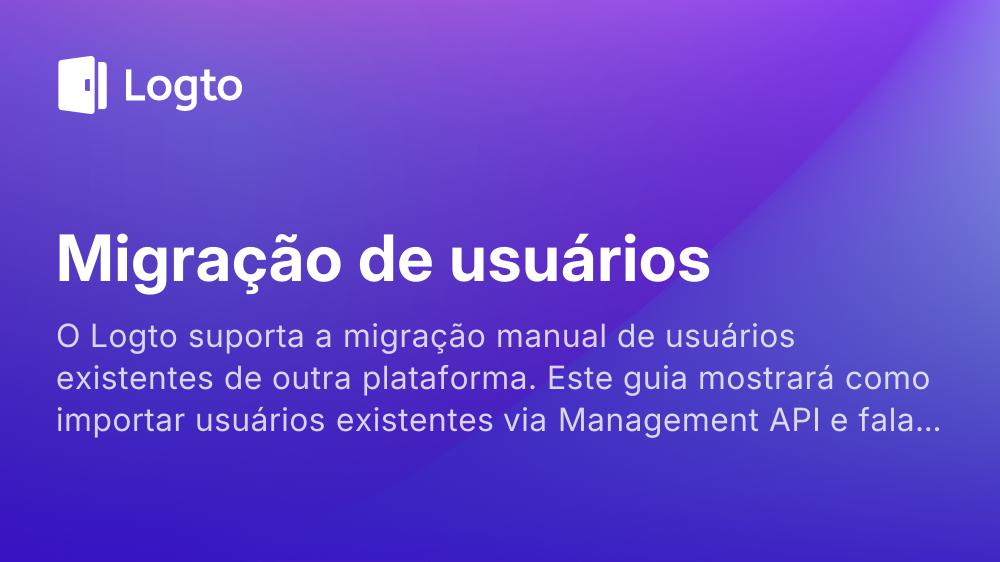 Logto
Migração de usuários
O Logto suporta a migração manual de usuários
existentes de outra plataforma. Este guia mostrará como
importar usuários existentes via Management API e fala...